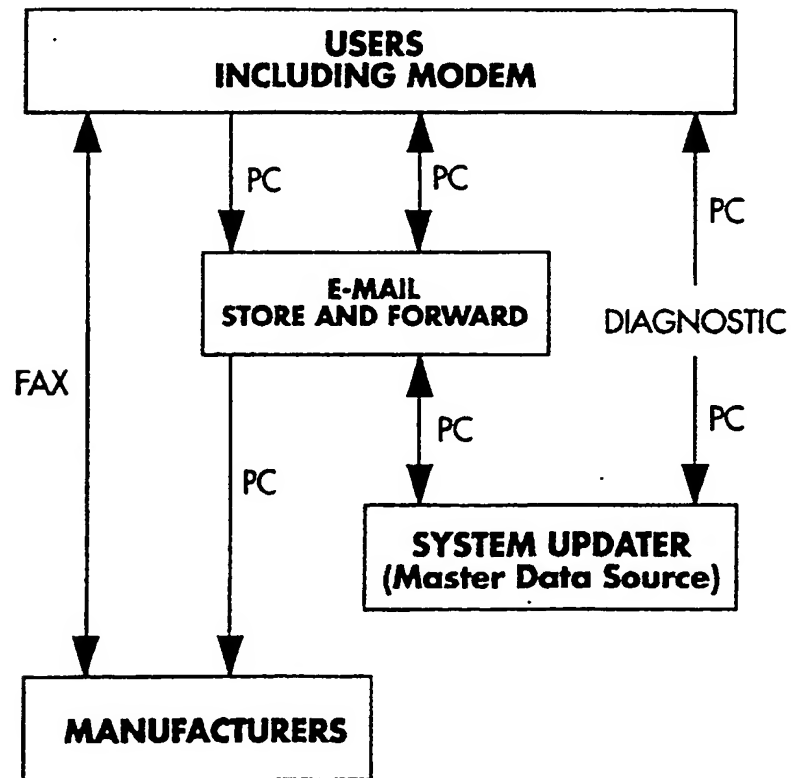 USERS
INCLUDING MODEM
PC
PC
PC
E-MAIL
STORE AND FORWARD
DIAGNOSTIC
FAX
PC
PC
PC
SYSTEM UPDATER
(Master Data Source)
MANUFACTURERS